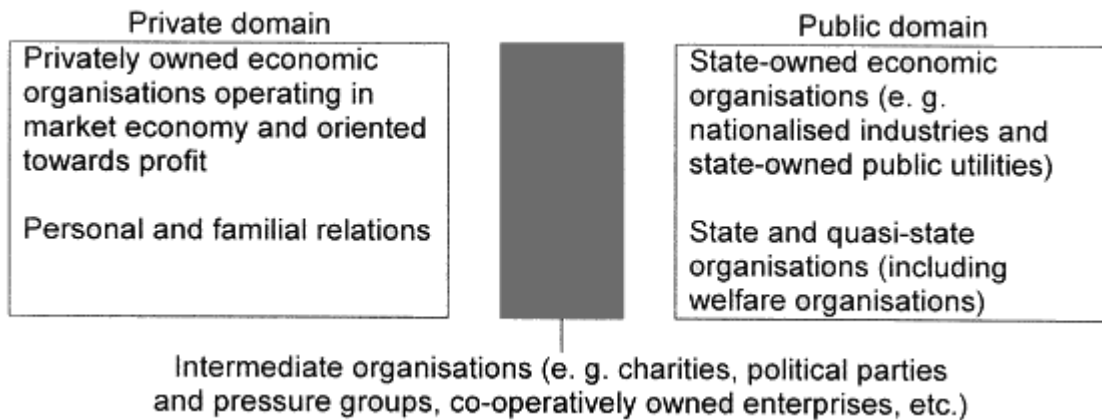 Private domain
Privately owned economic
organisations operating in
market economy and oriented
towards profit
Personal and familial relations
Public domain
State-owned economic
organisations (e. g.
nationalised industries and
state-owned public utilities)
State and quasi-state
organisations (including
welfare organisations)
Intermediate organisations (e. g. charities, political parties
and pressure groups, co-operatively owned enterprises, etc.)